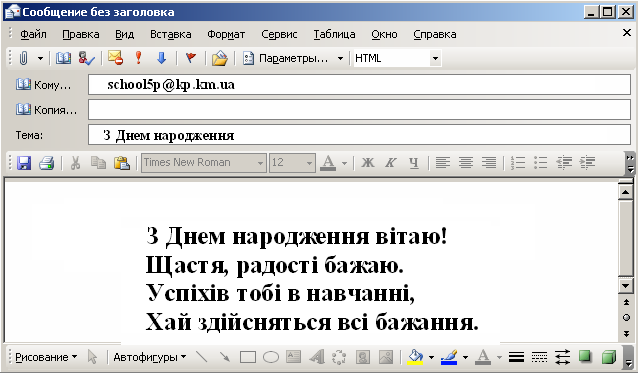 Сообщение без заголовка
Файл Правка Вид Вставка Формат Сервис Таблица Окно Справка
Параметры... HTML
Кому... school5p@kp.km.ua
Копия...
Тема: З Днем народження
Times New Roman 12 A Ж К Ч
З Днем народження вітаю!
Щастя, радості бажаю.
Успіхів тобі в навчанні,
Хай здійсняться всі бажання.
Рисование Автофигуры A